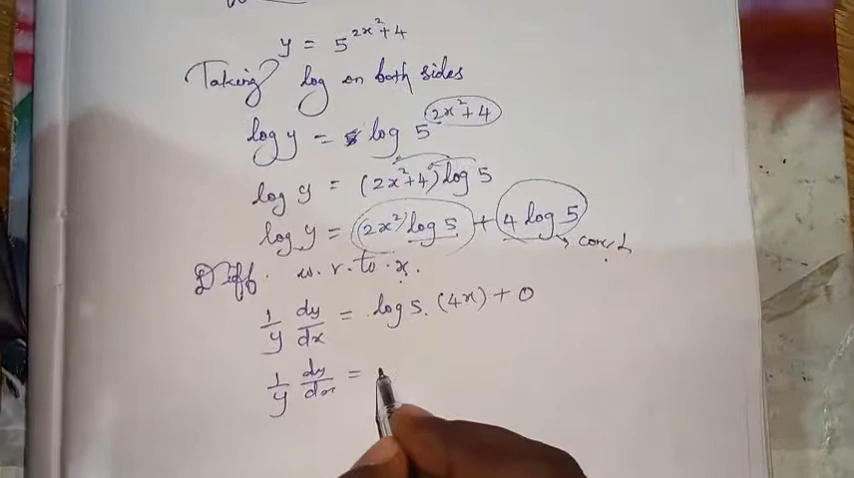 y = 5^{2x²+4}
Taking log on both sides
log y = log 5^{2x²+4}
log y = (2x²+4) log 5
log y = (2x²) log 5 + 4 log 5
→ const
Diff. w.r.to.x.
1/y dy/dx = log 5. (4x) + 0
1/y dy/dx =